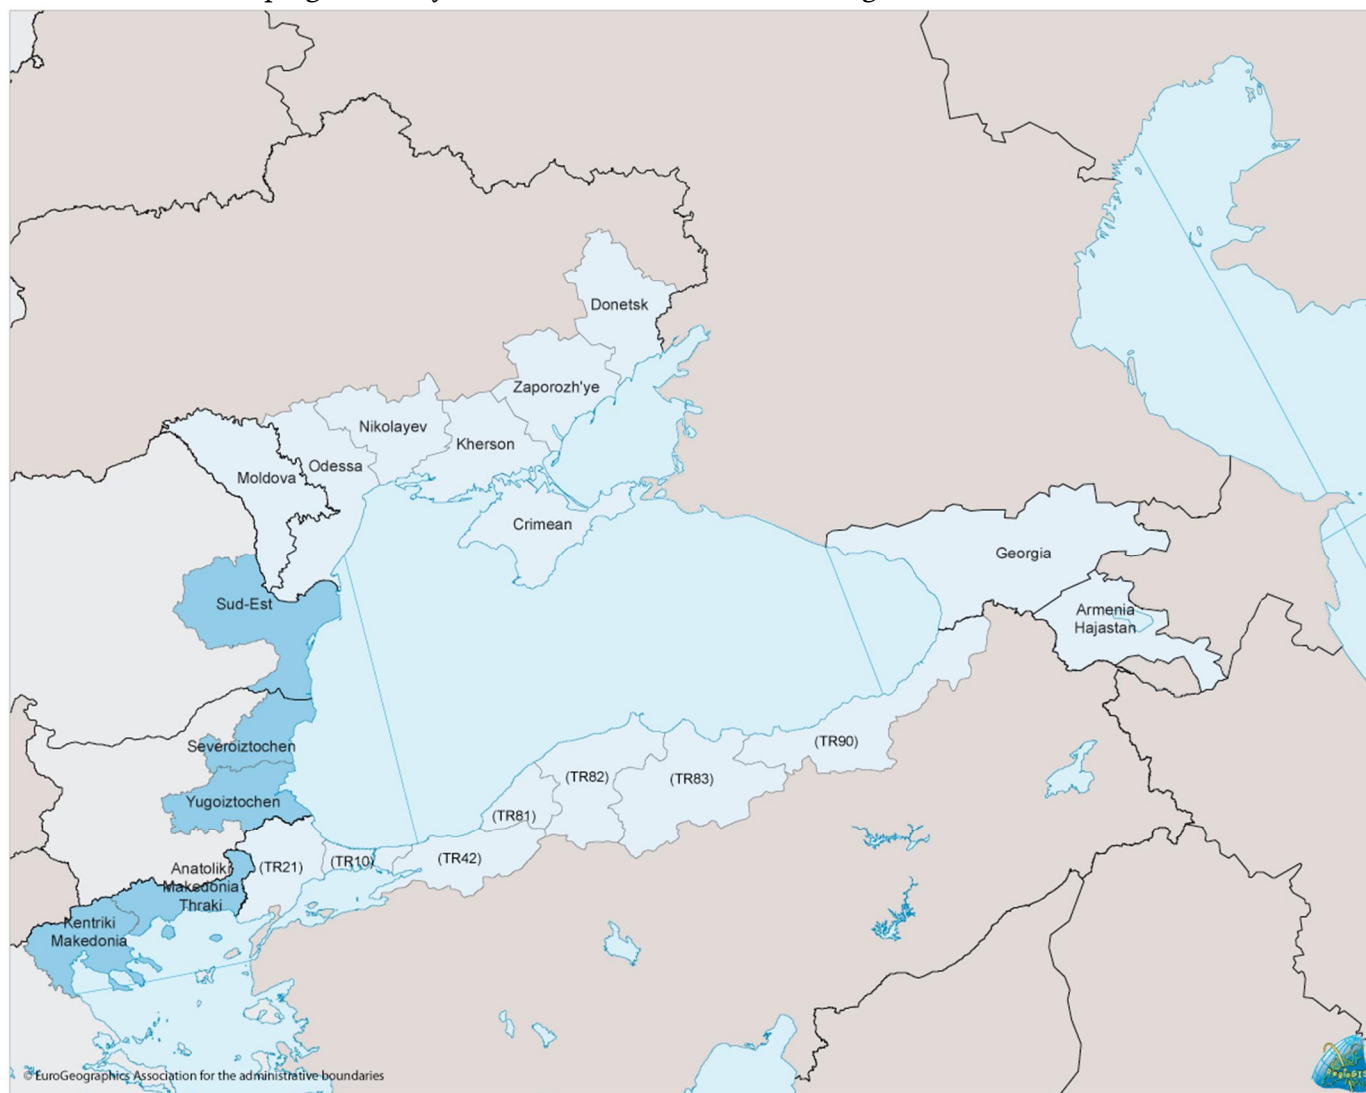 Donetsk
Zaporozh'ye
Nikolayev
Kherson
Odessa
Moldova
Crimean
Georgia
Sud-Est
Armenia
Hajastan
Severoiztochen
(TR90)
(TR82)
(TR83)
Yugoiztochen
(TR81)
(TR42)
(TR10)
(TR21)
Anatoliki
Makedonia
Thraki
Kentriki
Makedonia
© EuroGeographics Association for the administrative boundaries